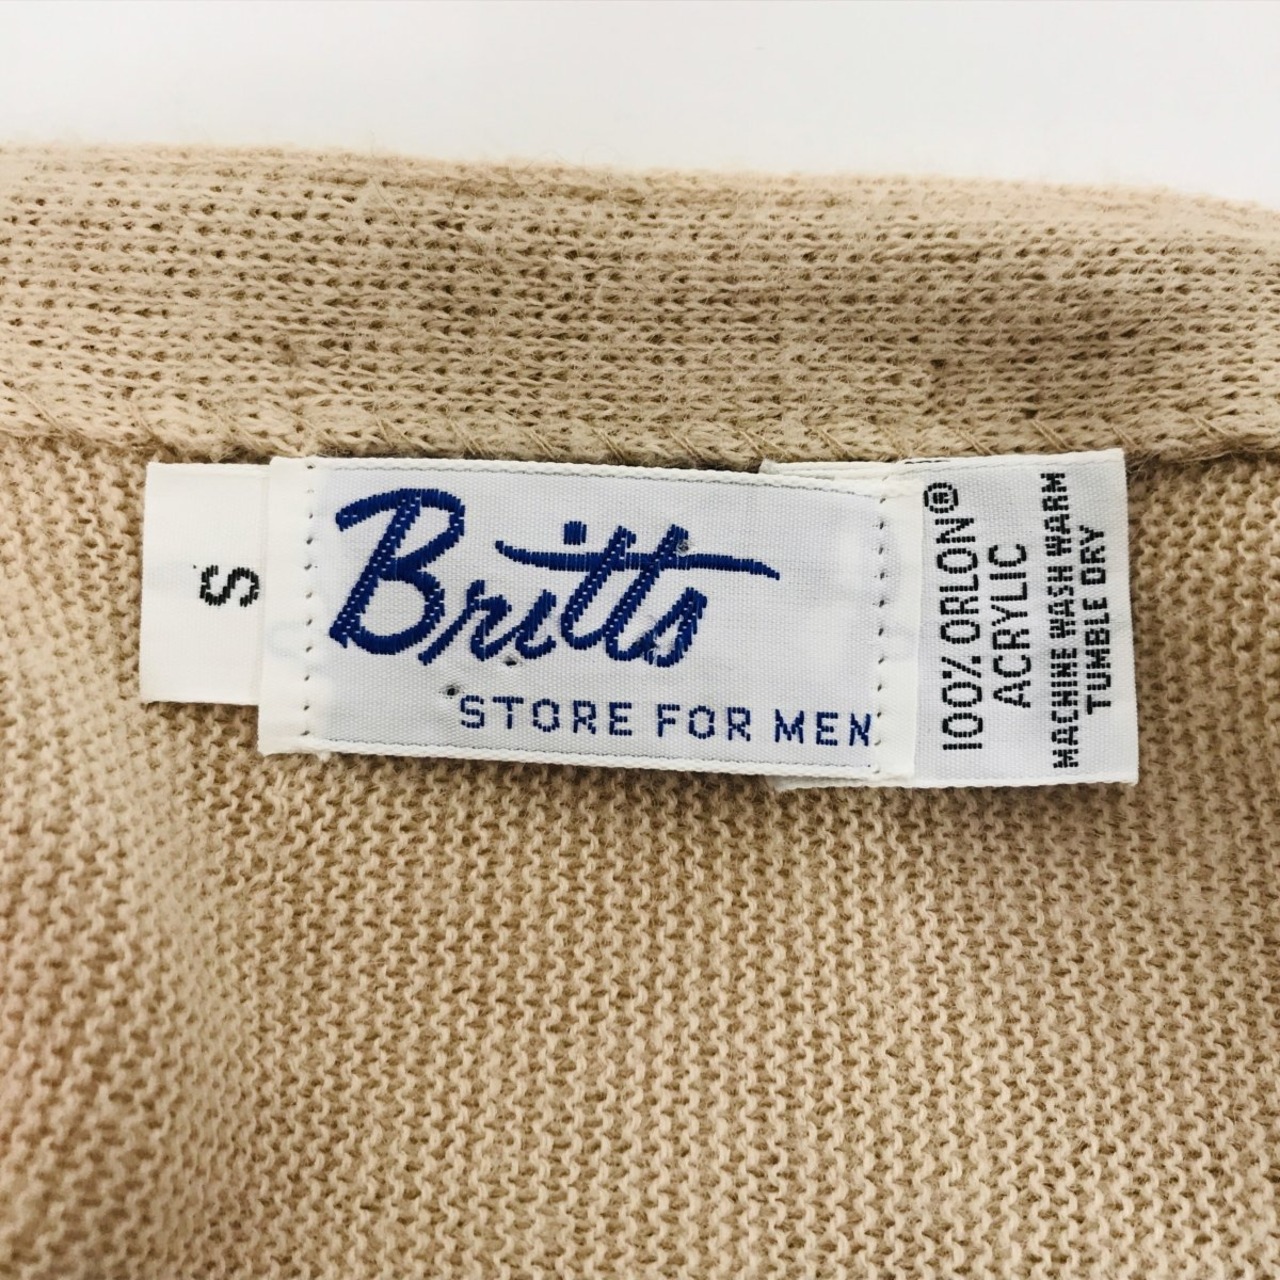 S
Britts
STORE FOR MEN
100% ORLON®
ACRYLIC
MACHINE WASH WARM
TUMBLE DRY